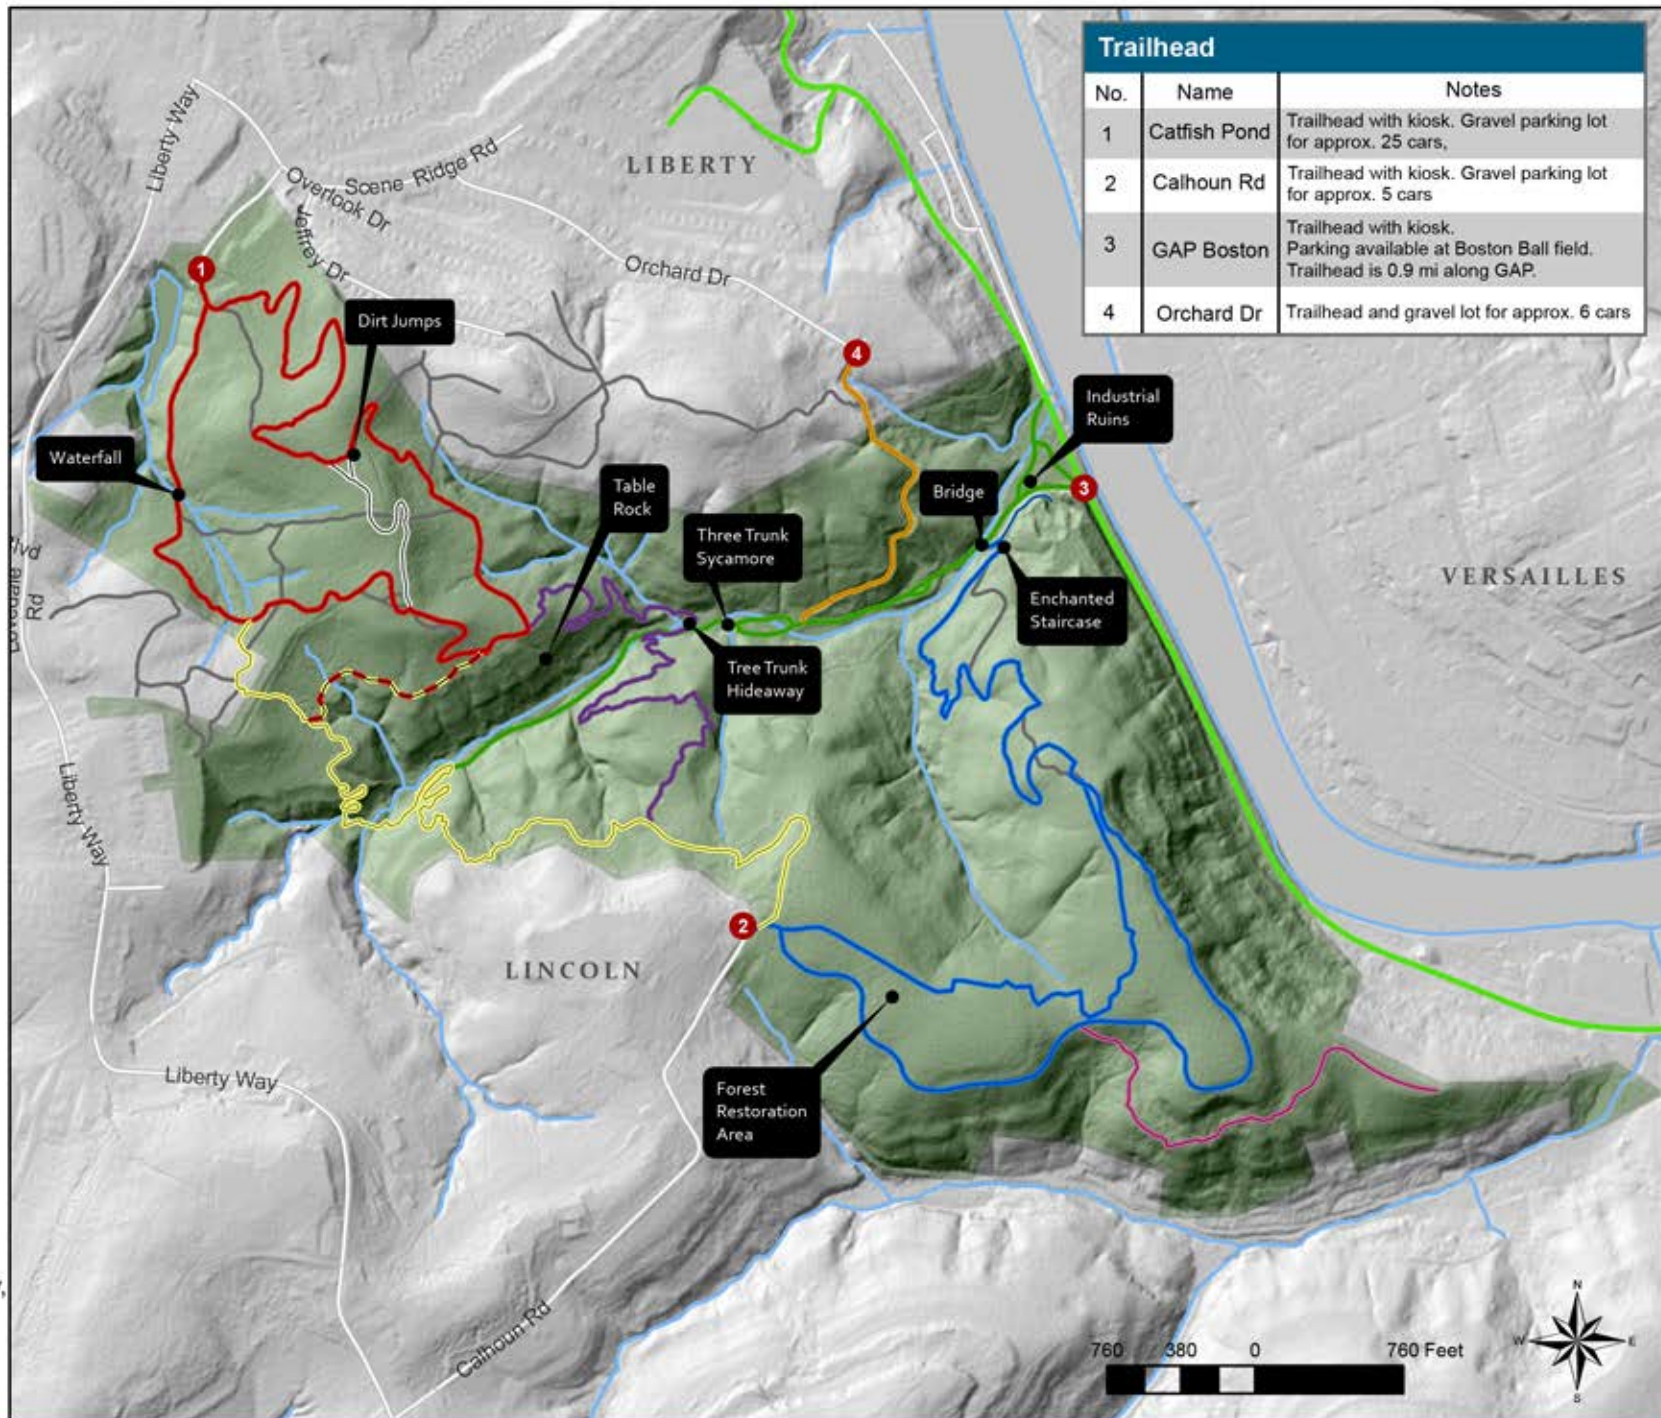 Trailhead
No. Name Notes
1 Catfish Pond Trailhead with kiosk. Gravel parking lot
for approx. 25 cars,
2 Calhoun Rd Trailhead with kiosk. Gravel parking lot
for approx. 5 cars
3 GAP Boston Trailhead with kiosk.
Parking available at Boston Ball field.
Trailhead is 0.9 mi along GAP.
4 Orchard Dr Trailhead and gravel lot for approx. 6 cars
Liberty Way
Scene Ridge Rd
LIBERTY
Overlook Dr
Jeffrey Dr
Orchard Dr
1
Dirt Jumps
4
Industrial
Ruins
Waterfall
Table
Rock
Bridge
3
Three Trunk
Sycamore
Rd
VERSAILLES
Enchanted
Staircase
Tree Trunk
Hideaway
Liberty Way
2
LINCOLN
Liberty Way
Forest
Restoration
Area
Calhoun Rd
760 380 0 760 Feet
N
W E
S